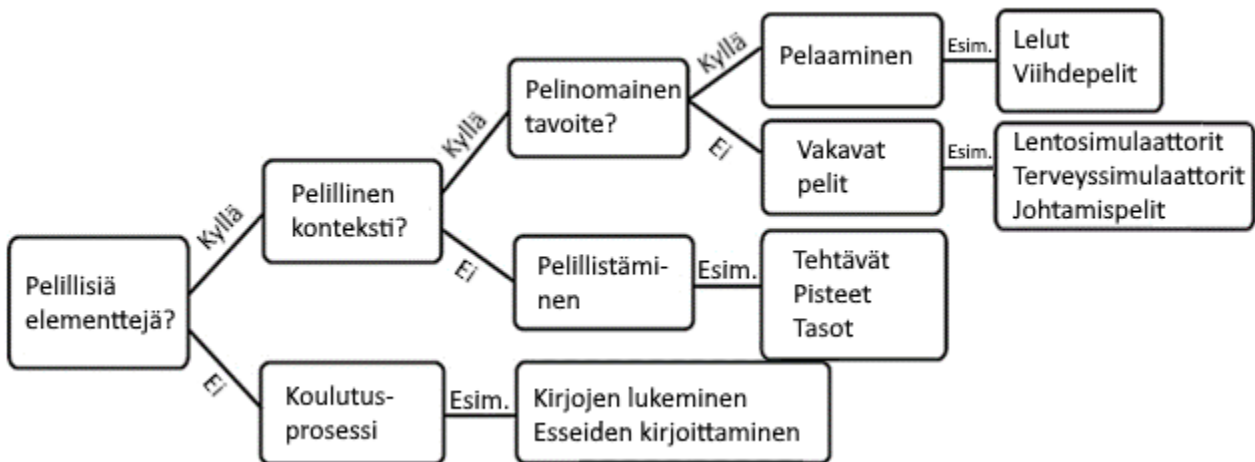 Pelillisiä
elementtejä?
Kyllä
Ei
Pelillinen
konteksti?
Kyllä
Ei
Pelinomainen
tavoite?
Kyllä
Ei
Pelaaminen
Esim.
Lelut
Viihdepelit
Vakavat
pelit
Esim.
Lentosimulaattorit
Terveyssimulaattorit
Johtamispelit
Pelillistämi-
nen
Esim.
Tehtävät
Pisteet
Tasot
Koulutus-
prosessi
Esim.
Kirjojen lukeminen
Esseiden kirjoittaminen